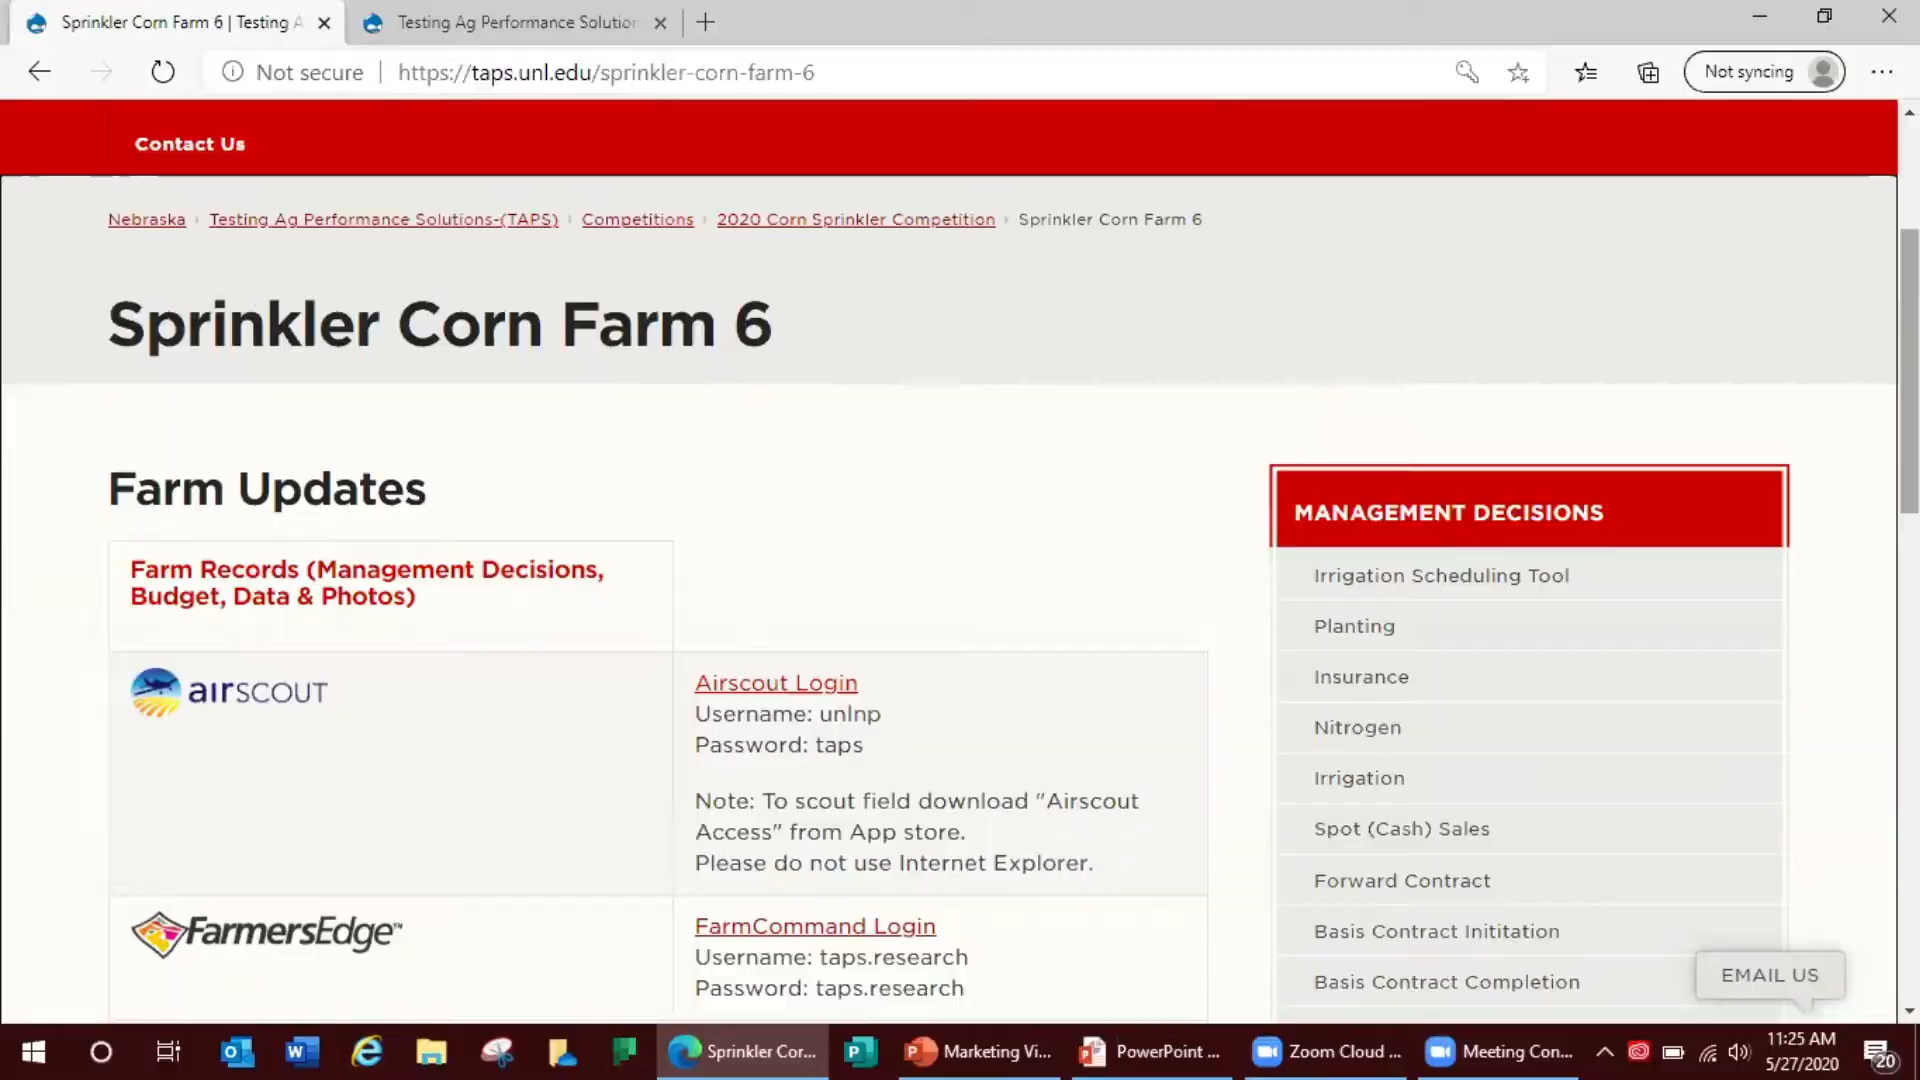 Sprinkler Corn Farm 6 | Testing A
Testing Ag Performance Solution
Not secure
https://taps.unl.edu/sprinkler-corn-farm-6
Not syncing
Contact Us
Nebraska
Testing Ag Performance Solutions-(TAPS)
Competitions
2020 Corn Sprinkler Competition
Sprinkler Corn Farm 6
Sprinkler Corn Farm 6
Farm Updates
Farm Records (Management Decisions,
Budget, Data & Photos)
airscout
Airscout Login
Username: unlnp
Password: taps
Note: To scout field download "Airscout
Access" from App store.
Please do not use Internet Explorer.
FarmersEdge™
FarmCommand Login
Username: taps.research
Password: taps.research
MANAGEMENT DECISIONS
Irrigation Scheduling Tool
Planting
Insurance
Nitrogen
Irrigation
Spot (Cash) Sales
Forward Contract
Basis Contract Inititation
Basis Contract Completion
EMAIL US
Sprinkler Cor...
Marketing Vi...
PowerPoint ...
Zoom Cloud ...
Meeting Con...
11:25 AM
5/27/2020
20